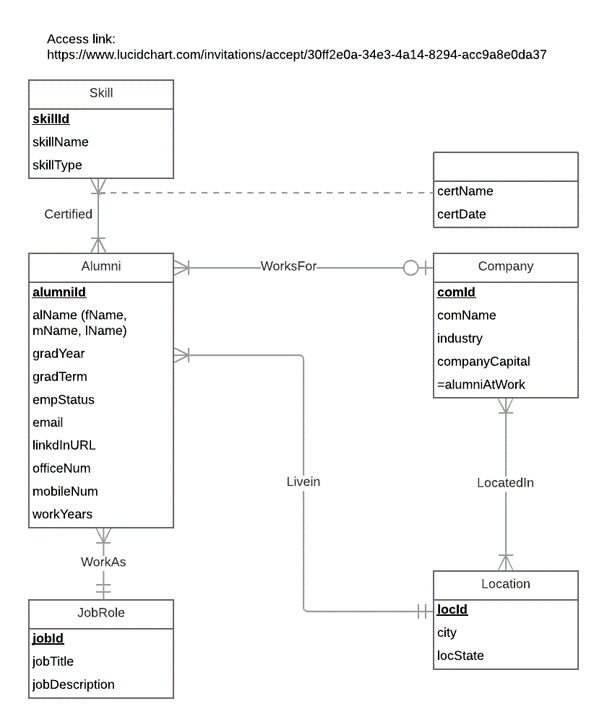 Access link:
https://www.lucidchart.com/invitations/accept/30ff2e0a-34e3-4a14-8294-acc9a8e0da37
Skill
skillId
skillName
skillType
certName
certDate
Certified
Alumni
alumniId
alName (fName,
mName, lName)
gradYear
gradTerm
empStatus
email
linkdInURL
officeNum
mobileNum
workYears
WorksFor
Company
comId
comName
industry
companyCapital
=alumniAtWork
Livein
LocatedIn
WorkAs
JobRole
jobId
jobTitle
jobDescription
Location
locId
city
locState